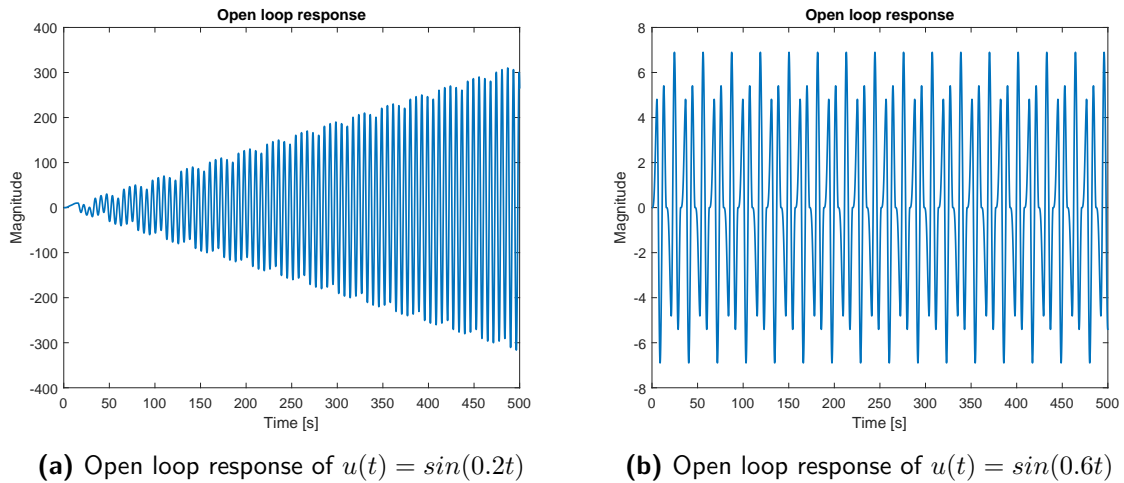 Open loop response
400
300
200
100
0
-100
-200
-300
-400
Magnitude
0 50 100 150 200 250 300 350 400 450 500
Time [s]
(a) Open loop response of u(t) = sin(0.2t)
Open loop response
8
6
4
2
0
-2
-4
-6
-8
Magnitude
0 50 100 150 200 250 300 350 400 450 500
Time [s]
(b) Open loop response of u(t) = sin(0.6t)